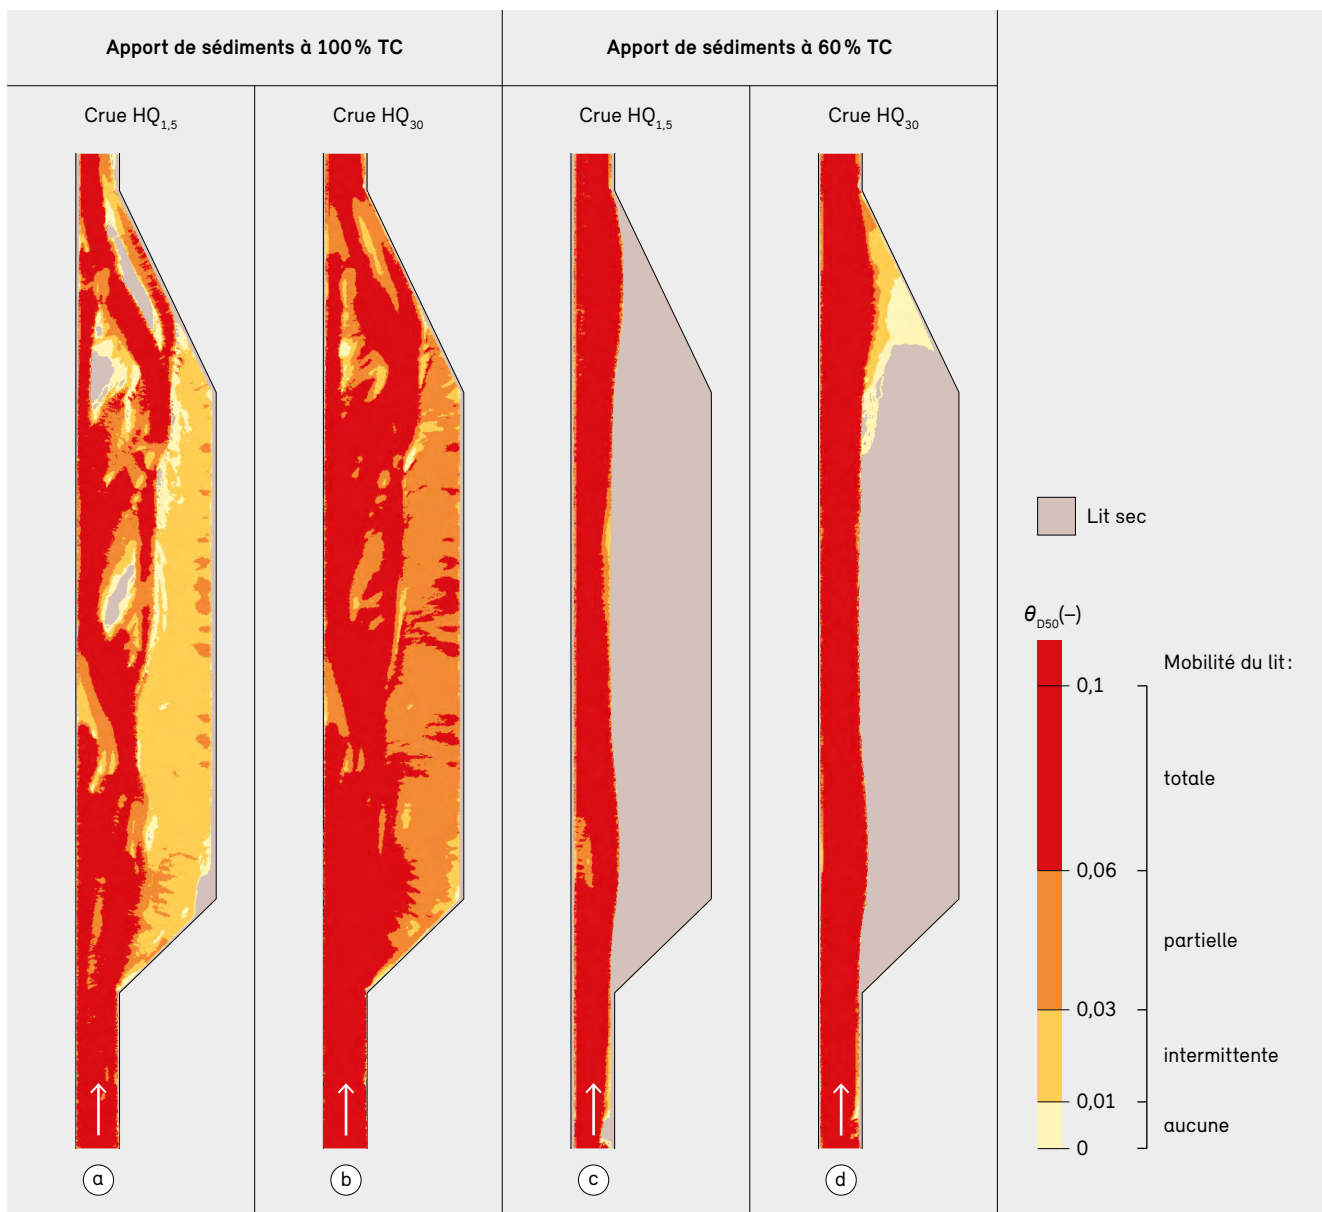 Apport de sédiments à 100 % TC
Apport de sédiments à 60 % TC
Crue HQ1,5
Crue HQ30
Crue HQ1,5
Crue HQ30
Lit sec
θD50(–)
Mobilité du lit :
0,1
totale
0,06
partielle
0,03
intermittente
0,01
aucune
0
a
b
c
d